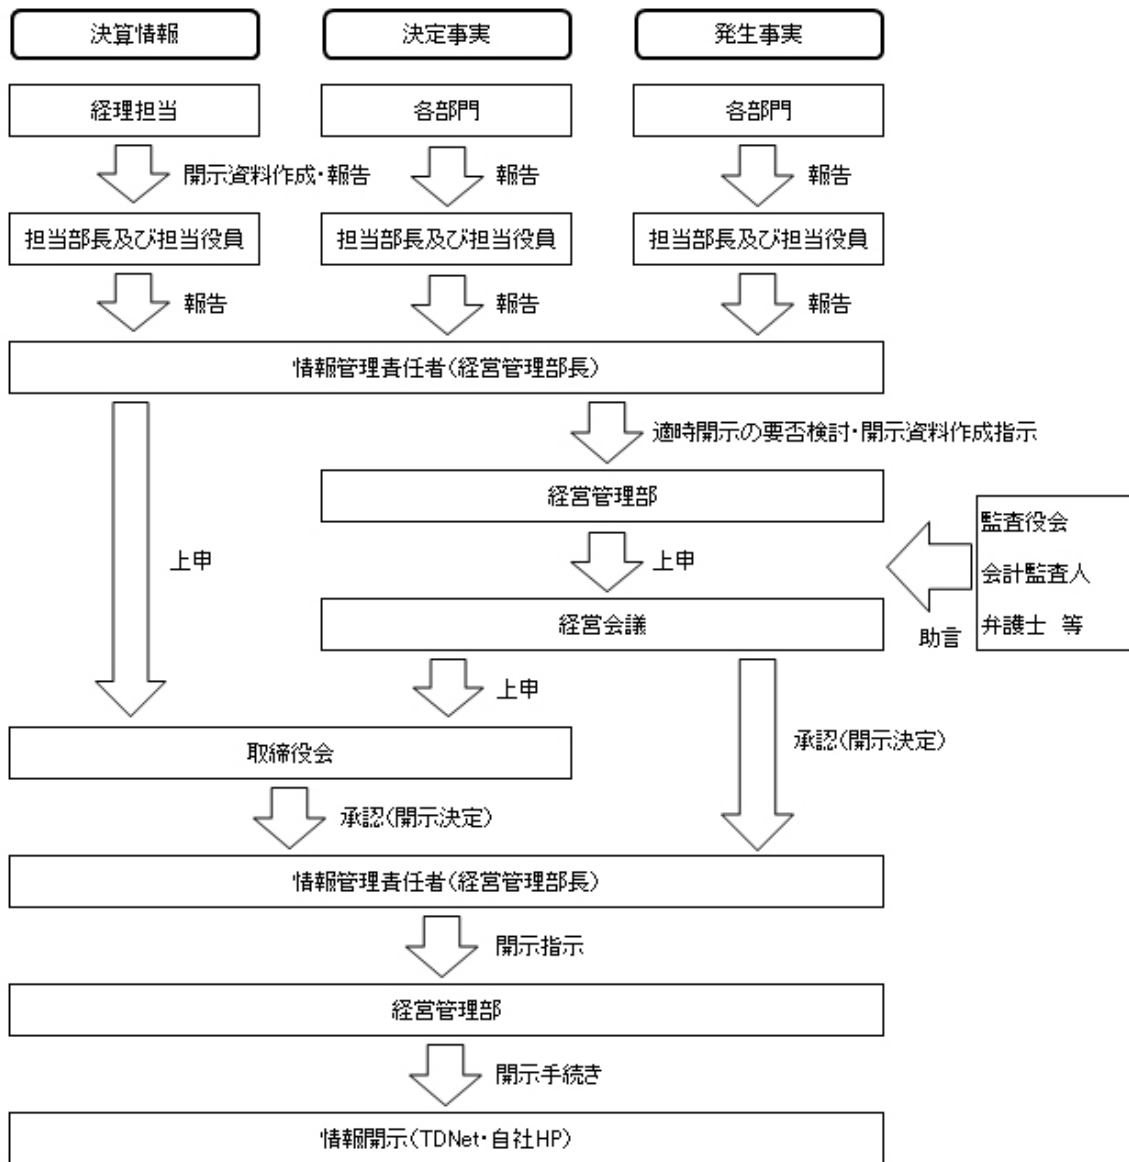 決算情報
決定事実
発生事実
経理担当
各部門
各部門
開示資料作成・報告
報告
報告
担当部長及び担当役員
担当部長及び担当役員
担当部長及び担当役員
報告
報告
報告
情報管理責任者(経営管理部長)
適時開示の要否検討・開示資料作成指示
経営管理部
監査役会
会計監査人
弁護士 等
助言
上申
上申
経営会議
上申
承認(開示決定)
取締役会
承認(開示決定)
情報管理責任者(経営管理部長)
開示指示
経営管理部
開示手続き
情報開示(TDNet・自社HP)